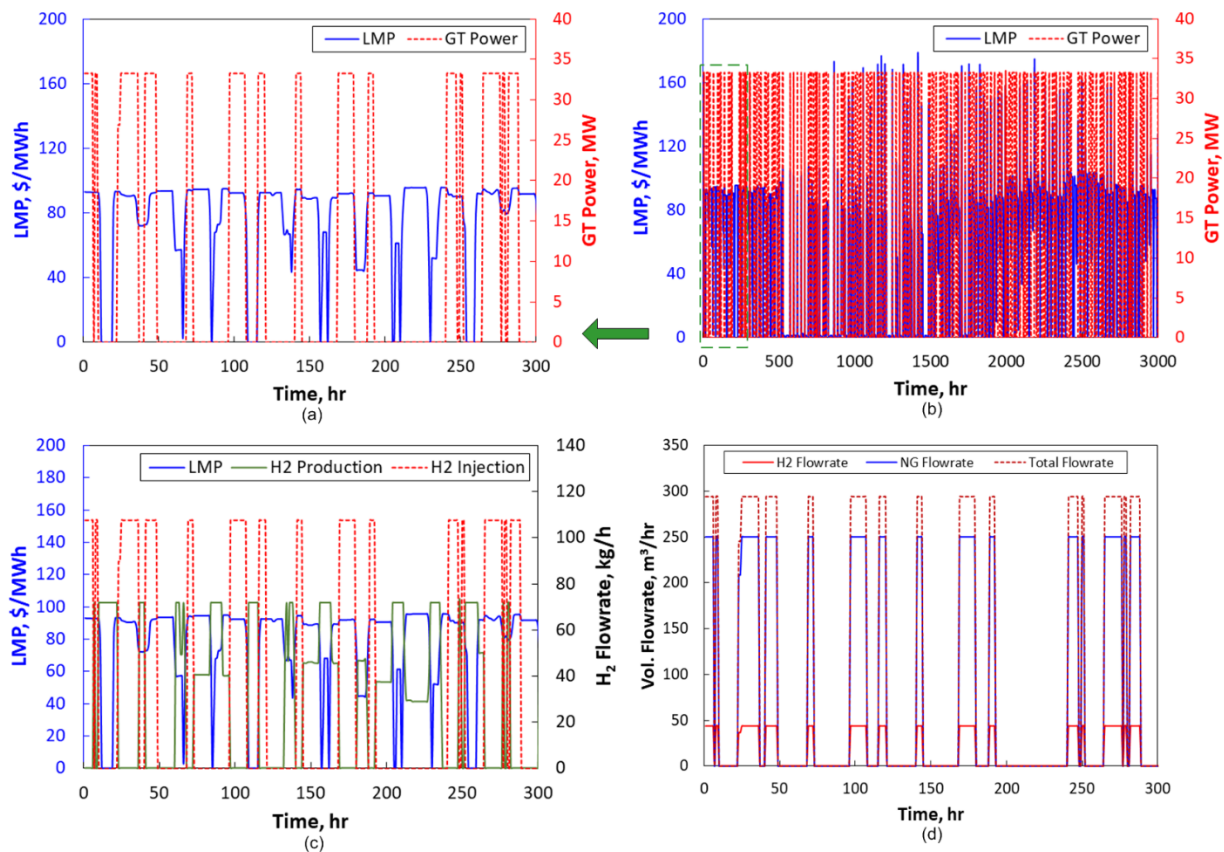 LMP GT Power
LMP, $/MWh
200
160
120
80
40
0
GT Power, MW
40
35
30
25
20
15
10
5
0
0 50 100 150 200 250 300
Time, hr
(a)
LMP GT Power
LMP, $/MWh
200
160
120
80
40
0
GT Power, MW
40
35
30
25
20
15
10
5
0
0 500 1000 1500 2000 2500 3000
Time, hr
(b)
LMP H2 Production H2 Injection
LMP, $/MWh
200
180
160
140
120
100
80
60
40
20
0
H₂ Flowrate, kg/h
140
120
100
80
60
40
20
0
0 50 100 150 200 250 300
Time, hr
(c)
H2 Flowrate NG Flowrate Total Flowrate
Vol. Flowrate, m³/hr
350
300
250
200
150
100
50
0
0 50 100 150 200 250 300
Time, hr
(d)